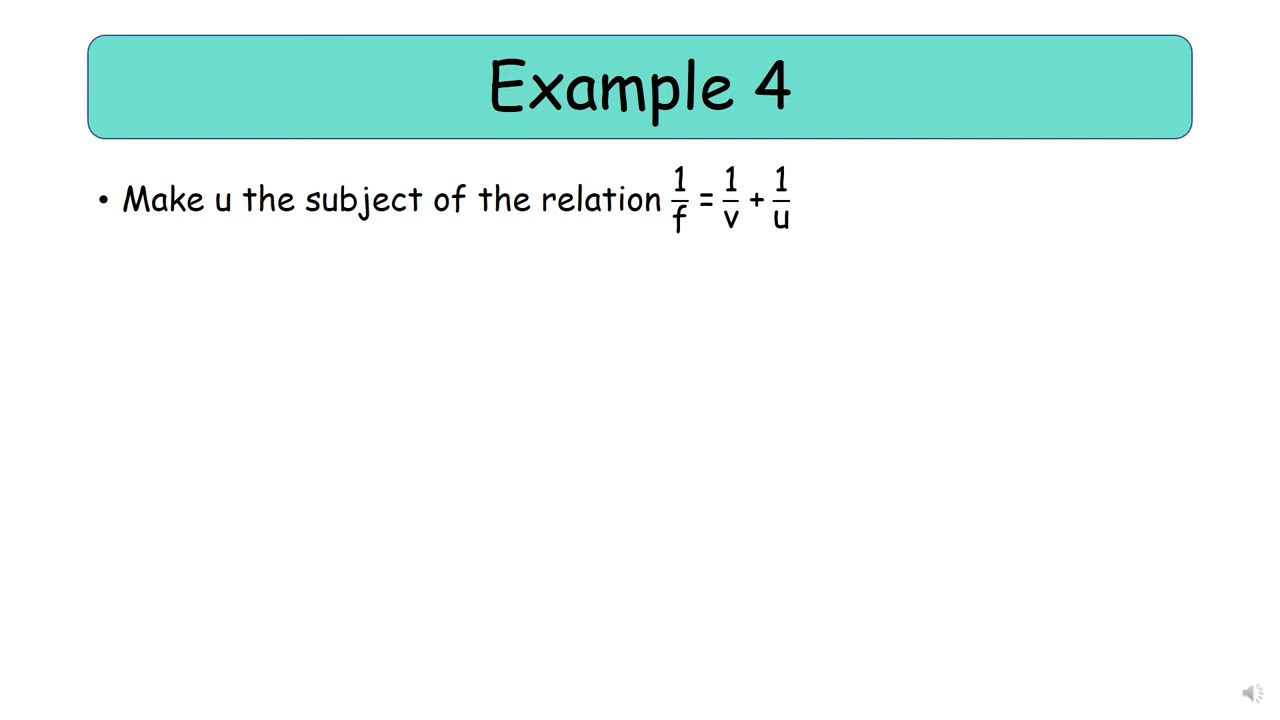 Example 4
• Make u the subject of the relation 1/f = 1/v + 1/u